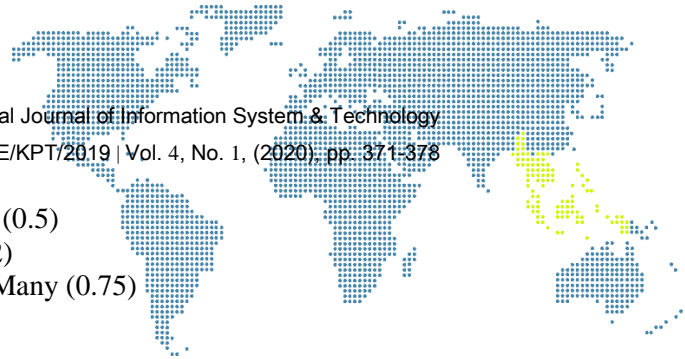 al Journal of Information System & Technology
E/KPT/2019 | Vol. 4, No. 1, (2020), pp. 371-378
(0.5)
2)
Many (0.75)